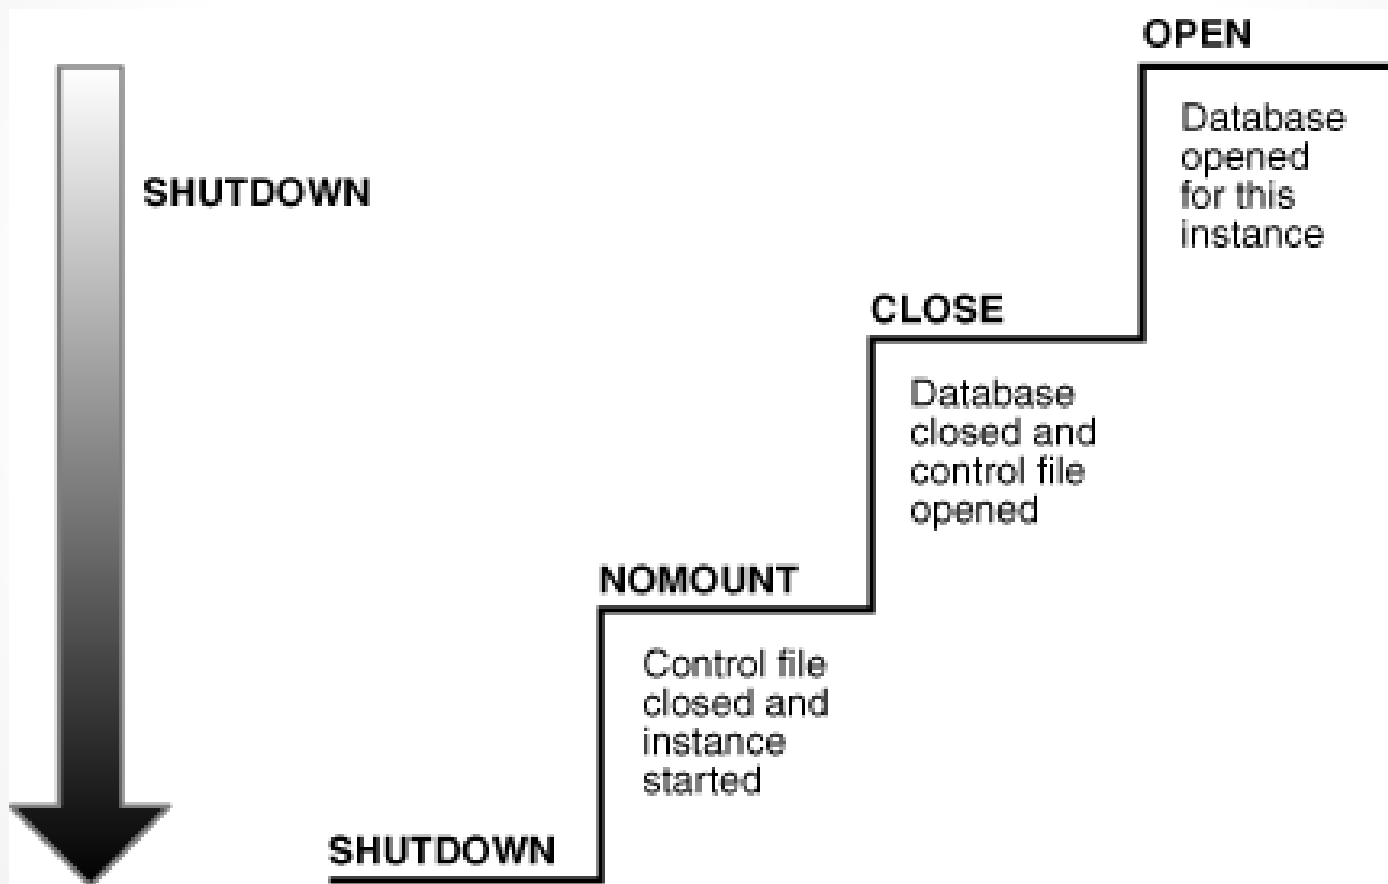 OPEN
Database
opened
for this
instance
SHUTDOWN
CLOSE
Database
closed and
control file
opened
NOMOUNT
Control file
closed and
instance
started
SHUTDOWN